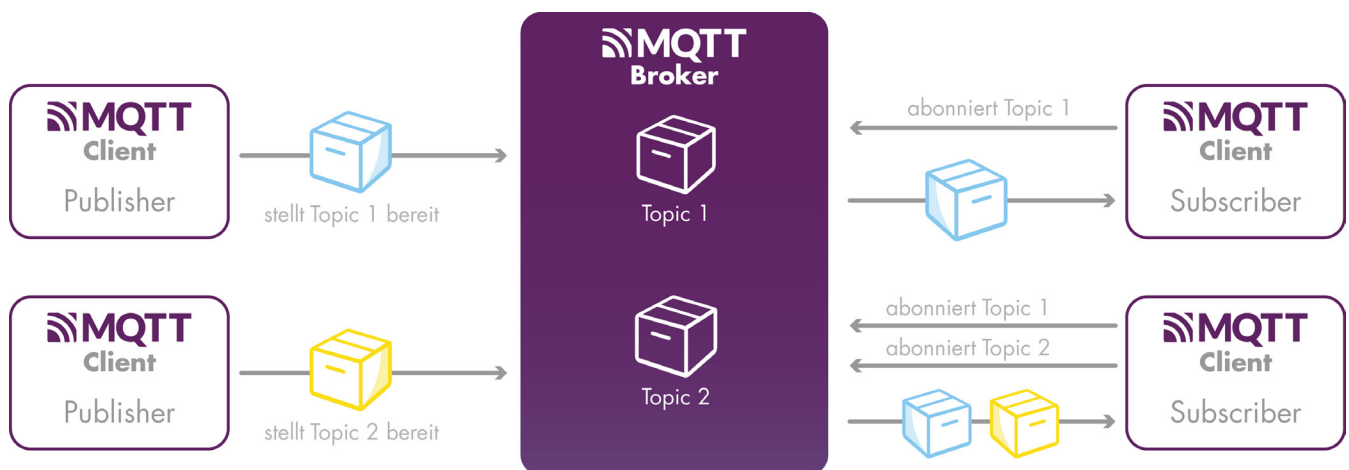 MQTT
Client
Publisher
stellt Topic 1 bereit
MQTT
Client
Publisher
stellt Topic 2 bereit
MQTT
Broker
Topic 1
Topic 2
abonniert Topic 1
MQTT
Client
Subscriber
abonniert Topic 1
abonniert Topic 2
MQTT
Client
Subscriber